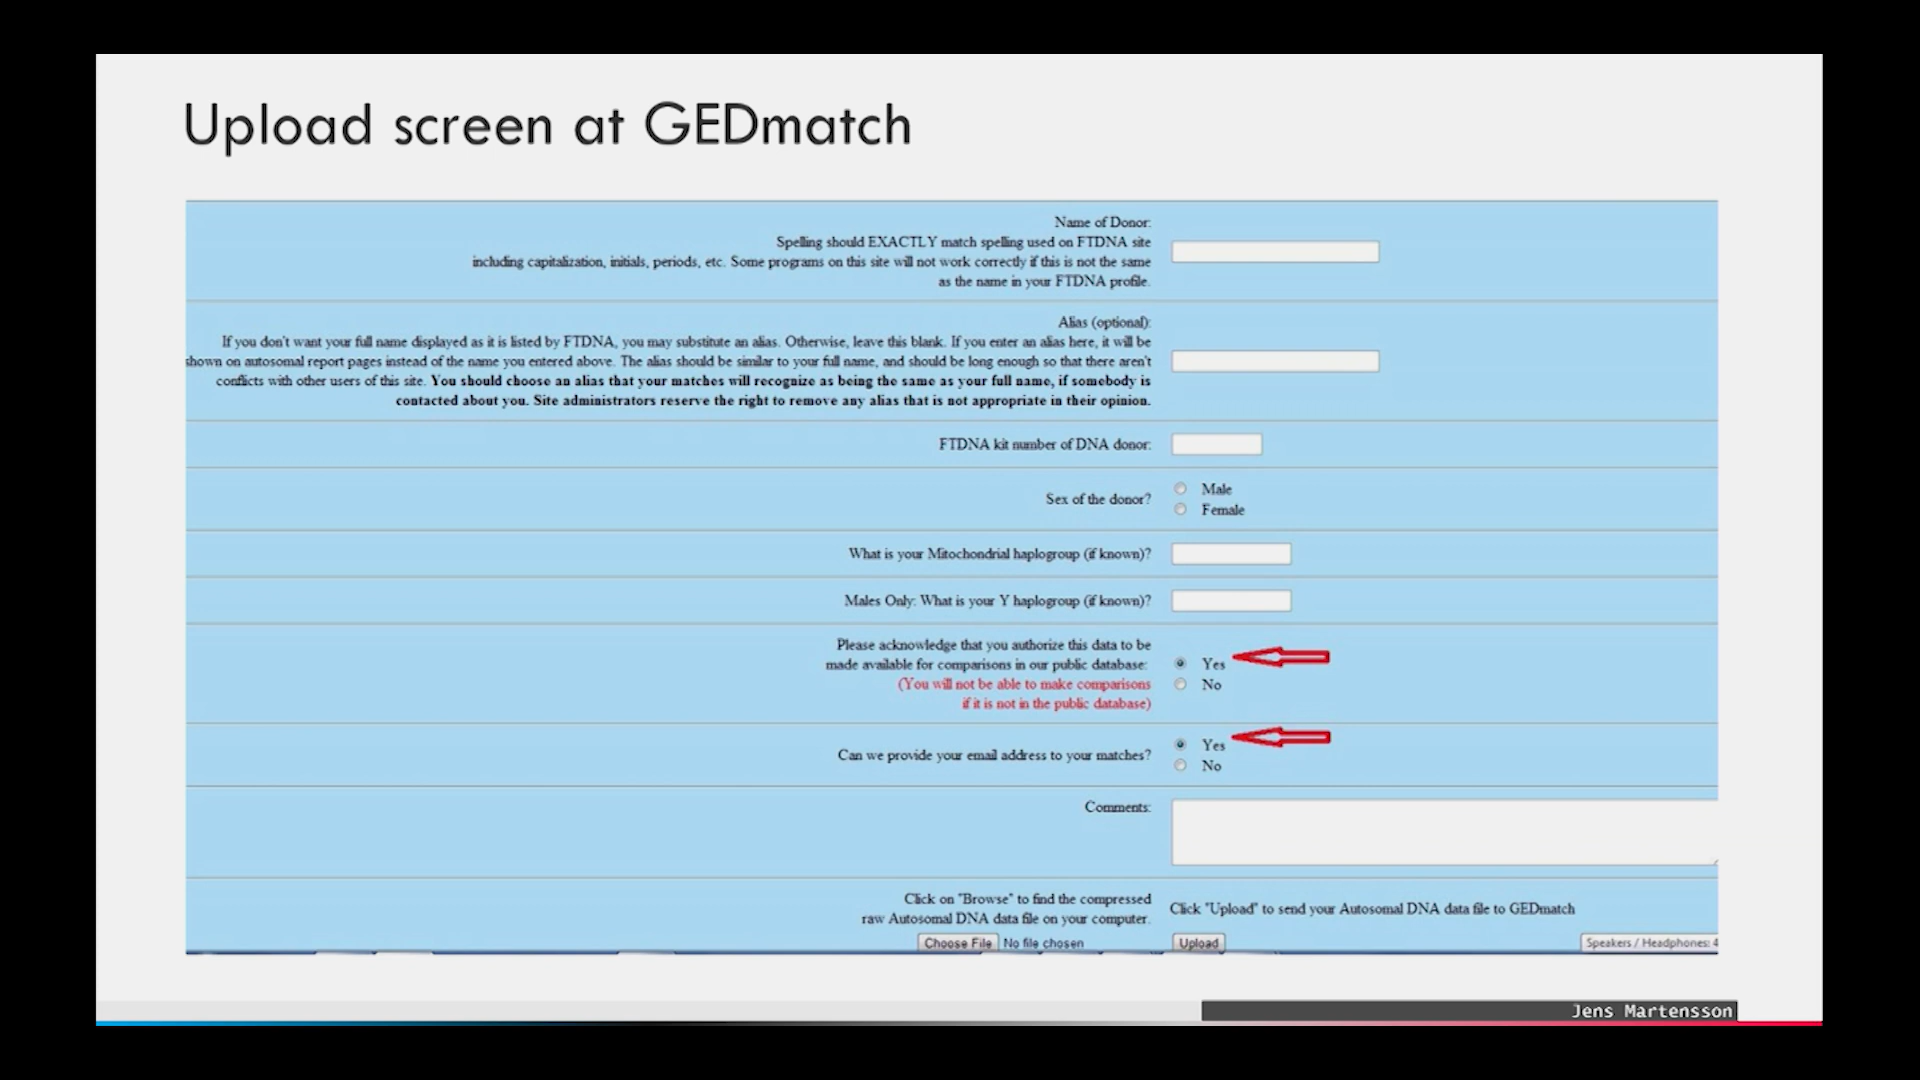 Upload screen at GEDmatch
Name of Donor:
Spelling should EXACTLY match spelling used on FTDNA site
including capitalization, initials, periods, etc. Some programs on this site will not work correctly if this is not the same
as the name in your FTDNA profile.
Alias (optional):
If you don't want your full name displayed as it is listed by FTDNA, you may substitute an alias. Otherwise, leave this blank. If you enter an alias here, it will be
shown on autosomal report pages instead of the name you entered above. The alias should be similar to your full name, and should be long enough so that there aren't
conflicts with other users of this site. You should choose an alias that your matches will recognize as being the same as your full name, if somebody is
contacted about you. Site administrators reserve the right to remove any alias that is not appropriate in their opinion.
FTDNA kit number of DNA donor:
Sex of the donor?
Male
Female
What is your Mitochondrial haplogroup (if known)?
Males Only: What is your Y haplogroup (if known)?
Please acknowledge that you authorize this data to be
made available for comparisons in our public database:
(You will not be able to make comparisons
if it is not in the public database)
Yes
No
Can we provide your email address to your matches?
Yes
No
Comments:
Click on "Browse" to find the compressed
raw Autosomal DNA data file on your computer.
Choose File No file chosen
Click "Upload" to send your Autosomal DNA data file to GEDmatch
Upload
Speakers / Headphones: 4
Jens Martensson